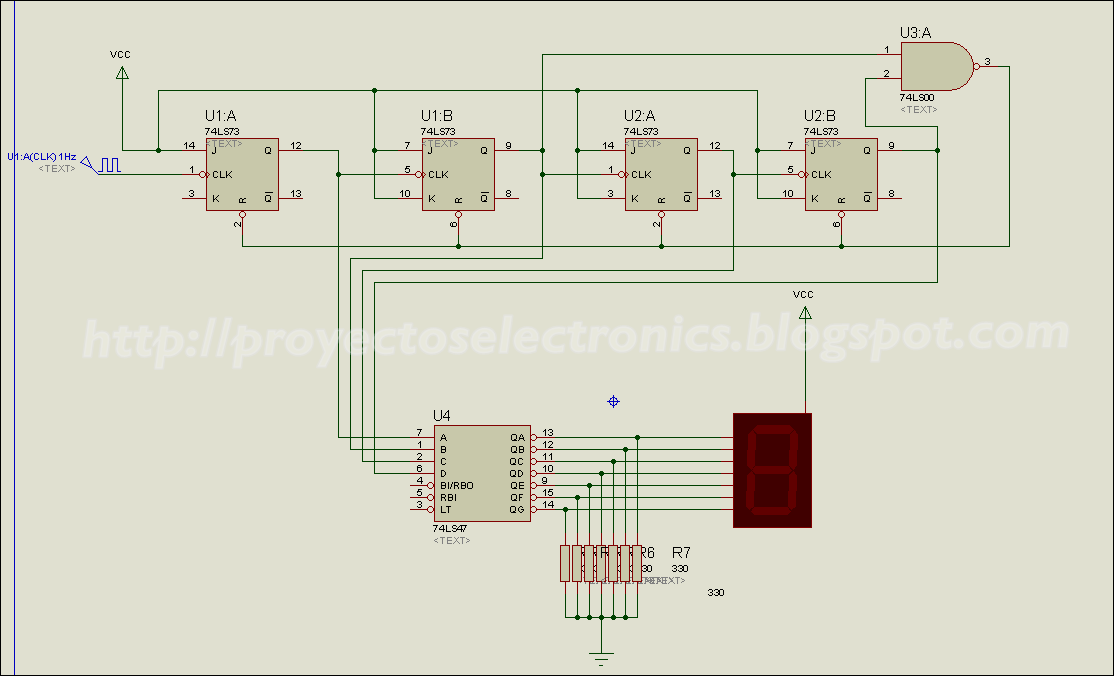 VCC
U1:A(CLK) 1Hz
<TEXT>
U1:A
74LS73
<TEXT>
14 J Q 12
1 CLK
3 K R Q 13
2
U1:B
74LS73
<TEXT>
7 J Q 9
5 CLK
10 K R Q 8
6
U2:A
74LS73
<TEXT>
14 J Q 12
1 CLK
3 K R Q 13
2
U2:B
74LS73
<TEXT>
7 J Q 9
5 CLK
10 K R Q 8
6
U3:A
1
2
3
74LS00
<TEXT>
http://proyectoselectronics.blogspot.com
VCC
U4
7 A QA 13
1 B QB 12
2 C QC 11
6 D QD 10
4 BI/RBO QE 9
5 RBI QF 15
3 LT QG 14
74LS47
<TEXT>
R6
R7
330
330